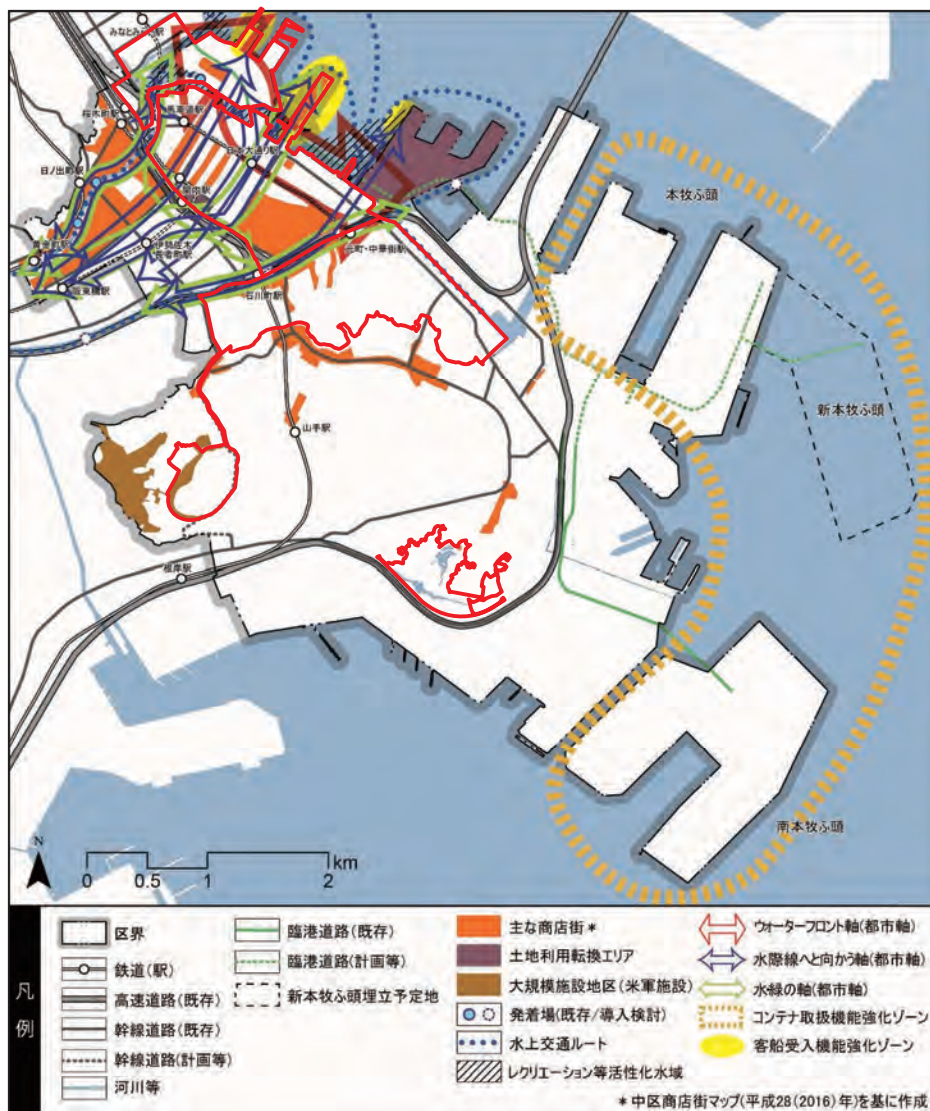 みなとみらい駅
桜木町駅
馬車道駅
日ノ出町駅
日本大通り駅
関内駅
黄金町駅
伊勢佐木
長者町駅
阪東橋駅
元町・中華街駅
石川町駅
山手駅
根岸駅
本牧ふ頭
新本牧ふ頭
南本牧ふ頭
N
km
0 0.5 1 2
凡例
区界
鉄道(駅)
高速道路(既存)
幹線道路(既存)
幹線道路(計画等)
河川等
臨港道路(既存)
臨港道路(計画等)
新本牧ふ頭埋立予定地
主な商店街*
土地利用転換エリア
大規模施設地区(米軍施設)
発着場(既存/導入検討)
水上交通ルート
レクリエーション等活性化水域
ウォーターフロント軸(都市軸)
水際線へと向かう軸(都市軸)
水緑の軸(都市軸)
コンテナ取扱機能強化ゾーン
客船受入機能強化ゾーン
*中区商店街マップ(平成28(2016)年)を基に作成